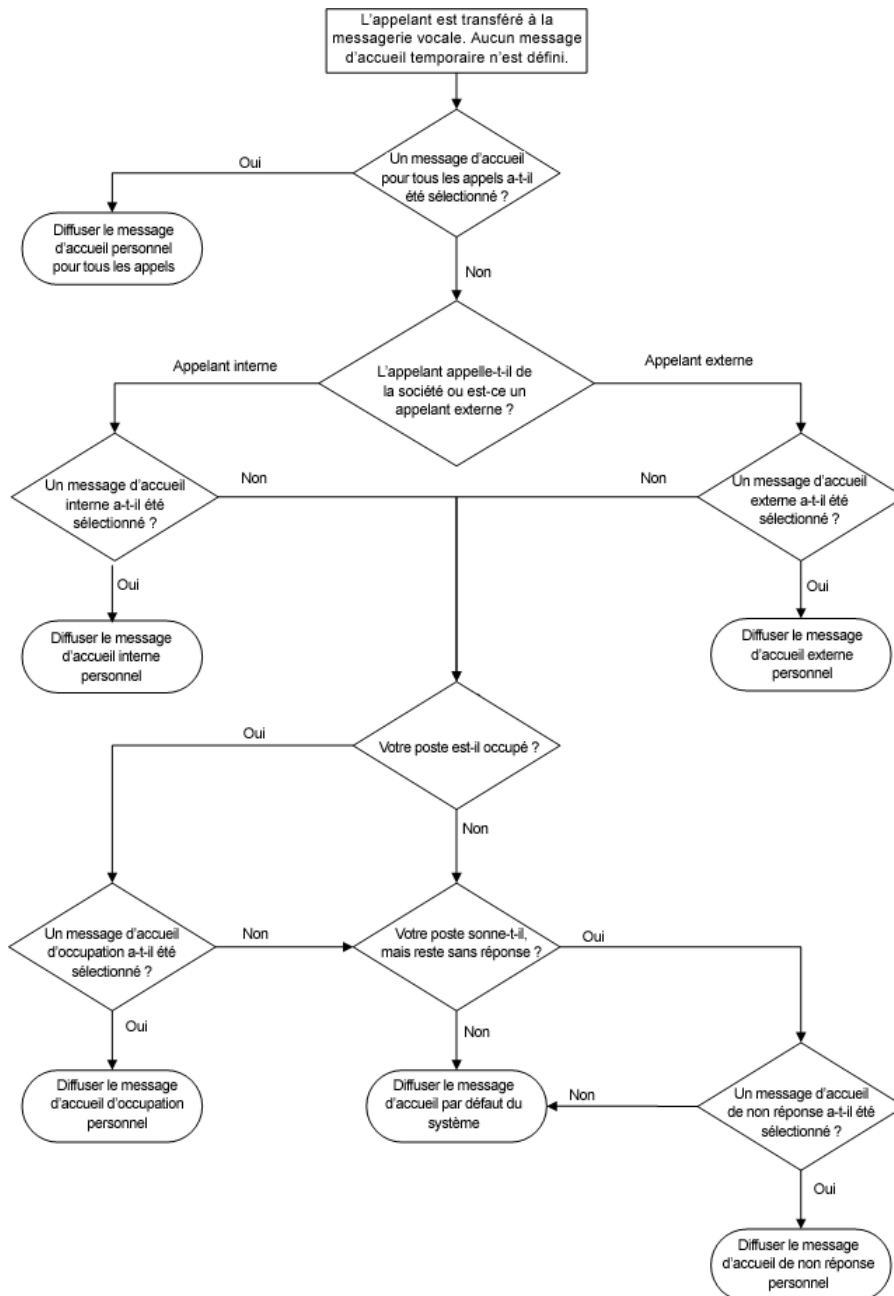 L'appelant est transféré à la
messagerie vocale. Aucun message
d'accueil temporaire n'est défini.
Un message d'accueil
pour tous les appels a-t-il
été sélectionné ?
Oui
Diffuser le message
d'accueil personnel
pour tous les appels
Non
L'appelant appelle-t-il de
la société ou est-ce un
appelant externe ?
Appelant interne
Appelant externe
Un message d'accueil
interne a-t-il été
sélectionné ?
Non
Non
Un message d'accueil
externe a-t-il été
sélectionné ?
Oui
Oui
Diffuser le message
d'accueil interne
personnel
Diffuser le message
d'accueil externe
personnel
Votre poste est-il occupé ?
Oui
Non
Un message d'accueil
d'occupation a-t-il été
sélectionné ?
Non
Votre poste sonne-t-il,
mais reste sans réponse ?
Oui
Oui
Non
Diffuser le message
d'accueil d'occupation
personnel
Diffuser le message
d'accueil par défaut du
système
Non
Un message d'accueil
de non réponse a-t-il été
sélectionné ?
Oui
Diffuser le message
d'accueil de non réponse
personnel